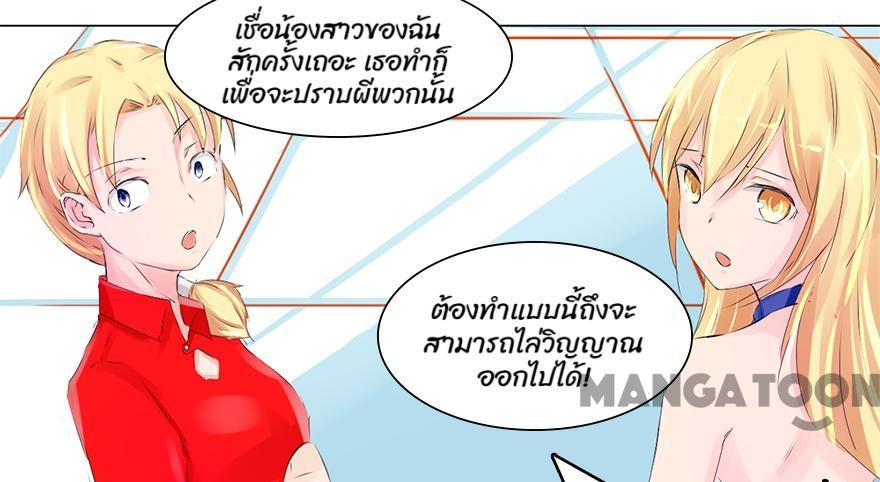 เชื่อน้องสาวของฉัน
สักครั้งเถอะ เธอทำก็
เพื่อจะปราบผีพวกนั้น
ต้องทำแบบนี้ถึงจะ
สามารถไล่วิญญาณ
ออกไปได้!
MANGATOON